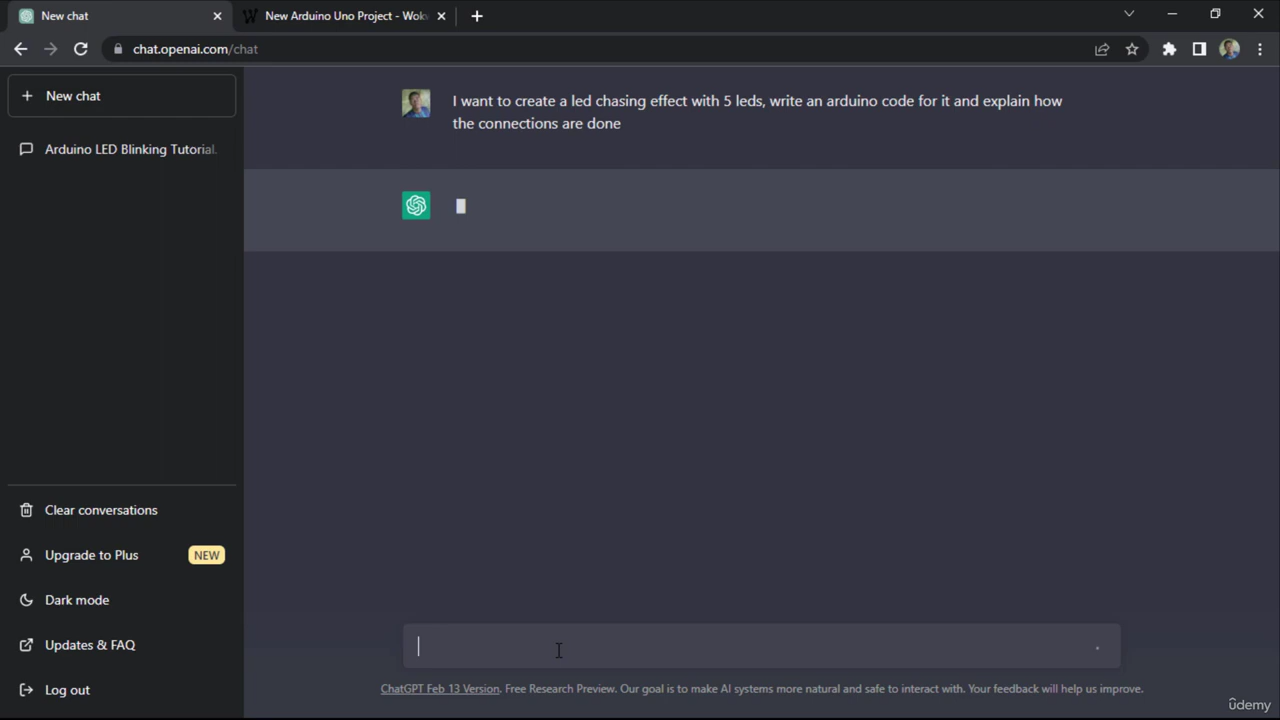 New chat
New Arduino Uno Project - Wok
chat.openai.com/chat
New chat
Arduino LED Blinking Tutorial.
I want to create a led chasing effect with 5 leds, write an arduino code for it and explain how
the connections are done
Clear conversations
Upgrade to Plus NEW
Dark mode
Updates & FAQ
Log out
ChatGPT Feb 13 Version. Free Research Preview. Our goal is to make AI systems more natural and safe to interact with. Your feedback will help us improve.
ûdemy